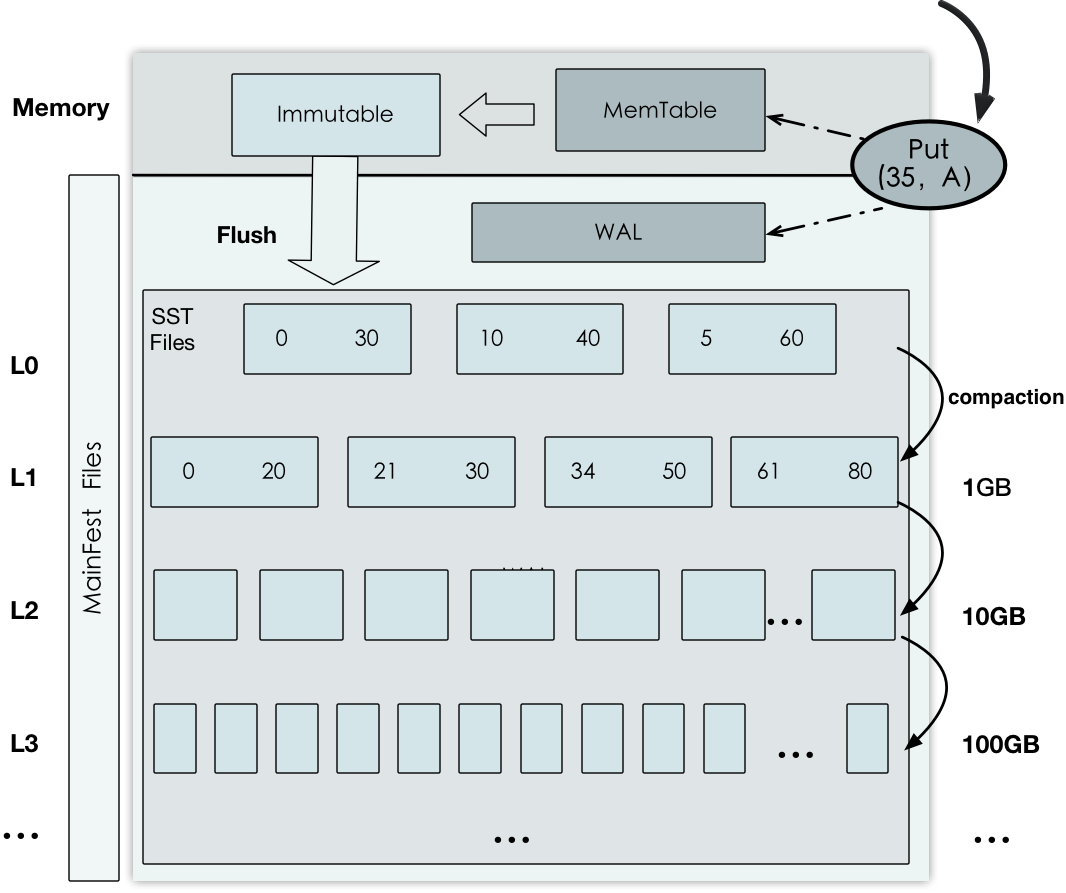 Memory
Immutable
MemTable
Put
(35, A)
WAL
Flush
SST
Files
0 30
10 40
5 60
L0
compaction
L1
0 20
21 30
34 50
61 80
1GB
MainFest Files
L2
...
10GB
L3
...
100GB
...
...
...